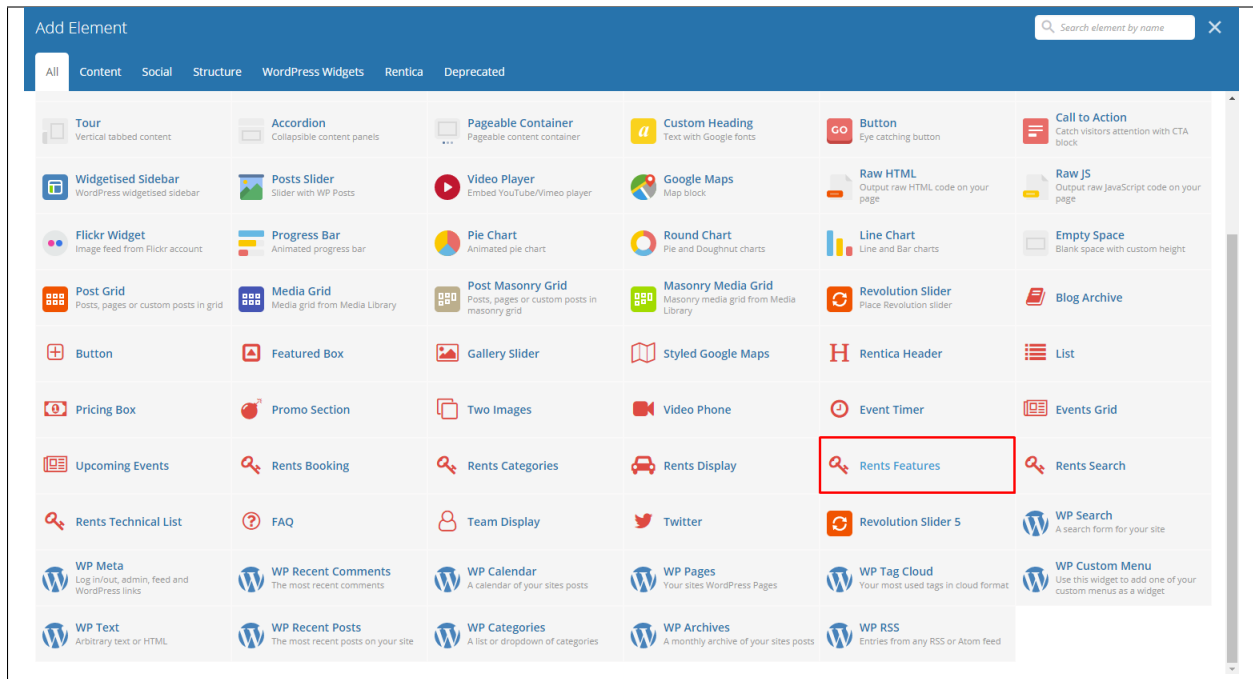 Add Element
Search element by name
All Content Social Structure WordPress Widgets Rentica Deprecated
Tour
Vertical tabbed content
Accordion
Collapsible content panels
Pageable Container
Pageable content container
a
Custom Heading
Text with Google fonts
GO
Button
Eye catching button
Call to Action
Catch visitors attention with CTA
block
Widgetised Sidebar
WordPress widgetised sidebar
Posts Slider
Slider with WP Posts
Video Player
Embed YouTube/Vimeo player
Google Maps
Map block
Raw HTML
Output raw HTML code on your
page
Raw JS
Output raw JavaScript code on your
page
Flickr Widget
Image feed from Flickr account
Progress Bar
Animated progress bar
Pie Chart
Animated pie chart
Round Chart
Pie and Doughnut charts
Line Chart
Line and Bar charts
Empty Space
Blank space with custom height
Post Grid
Posts, pages or custom posts in grid
Media Grid
Media grid from Media Library
Post Masonry Grid
Posts, pages or custom posts in
masonry grid
Masonry Media Grid
Masonry media grid from Media
Library
Revolution Slider
Place Revolution slider
Blog Archive
Button
Featured Box
Gallery Slider
Styled Google Maps
H
Rentica Header
List
Pricing Box
Promo Section
Two Images
Video Phone
Event Timer
Events Grid
Upcoming Events
Rents Booking
Rents Categories
Rents Display
Rents Features
Rents Search
Rents Technical List
?
FAQ
Team Display
Twitter
Revolution Slider 5
WP Search
A search form for your site
WP Meta
Log in/out, admin, feed and
WordPress links
WP Recent Comments
The most recent comments
WP Calendar
A calendar of your sites posts
WP Pages
Your sites WordPress Pages
WP Tag Cloud
Your most used tags in cloud format
WP Custom Menu
Use this widget to add one of your
custom menus as a widget
WP Text
Arbitrary text or HTML
WP Recent Posts
The most recent posts on your site
WP Categories
A list or dropdown of categories
WP Archives
A monthly archive of your sites posts
WP RSS
Entries from any RSS or Atom feed